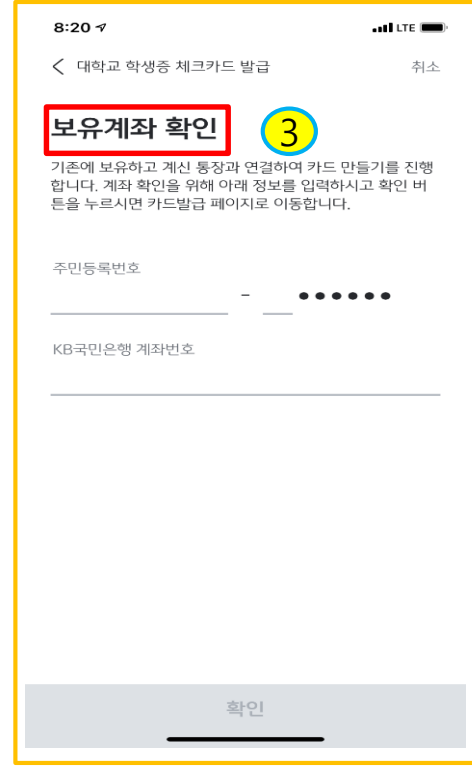 8:20
LTE
대학교 학생증 체크카드 발급
취소
보유계좌 확인
3
기존에 보유하고 계신 통장과 연결하여 카드 만들기를 진행
합니다. 계좌 확인을 위해 아래 정보를 입력하시고 확인 버
튼을 누르시면 카드발급 페이지로 이동합니다.
주민등록번호
- ●●●●●●
KB국민은행 계좌번호
확인